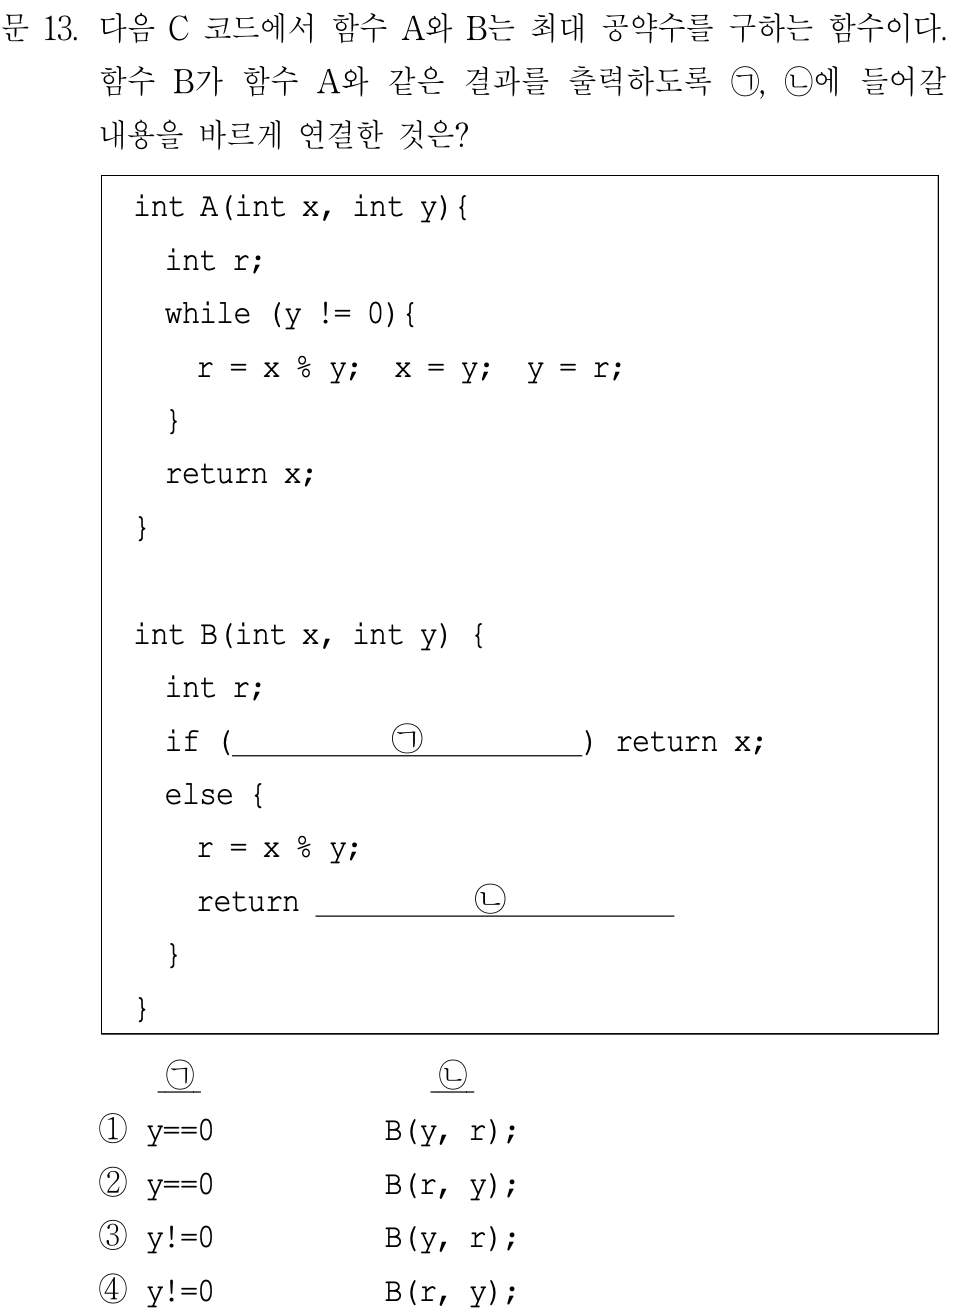 문 13. 다음 C 코드에서 함수 A와 B는 최대 공약수를 구하는 함수이다.
함수 B가 함수 A와 같은 결과를 출력하도록 ㉠, ㉡에 들어갈
내용을 바르게 연결한 것은?
int A(int x, int y){
int r;
while (y != 0){
r = x % y; x = y; y = r;
}
return x;
}
int B(int x, int y) {
int r;
if (㉠) return x;
else {
r = x % y;
return ㉡
}
}
㉠ ㉡
① y==0 B(y, r);
② y==0 B(r, y);
③ y!=0 B(y, r);
④ y!=0 B(r, y);